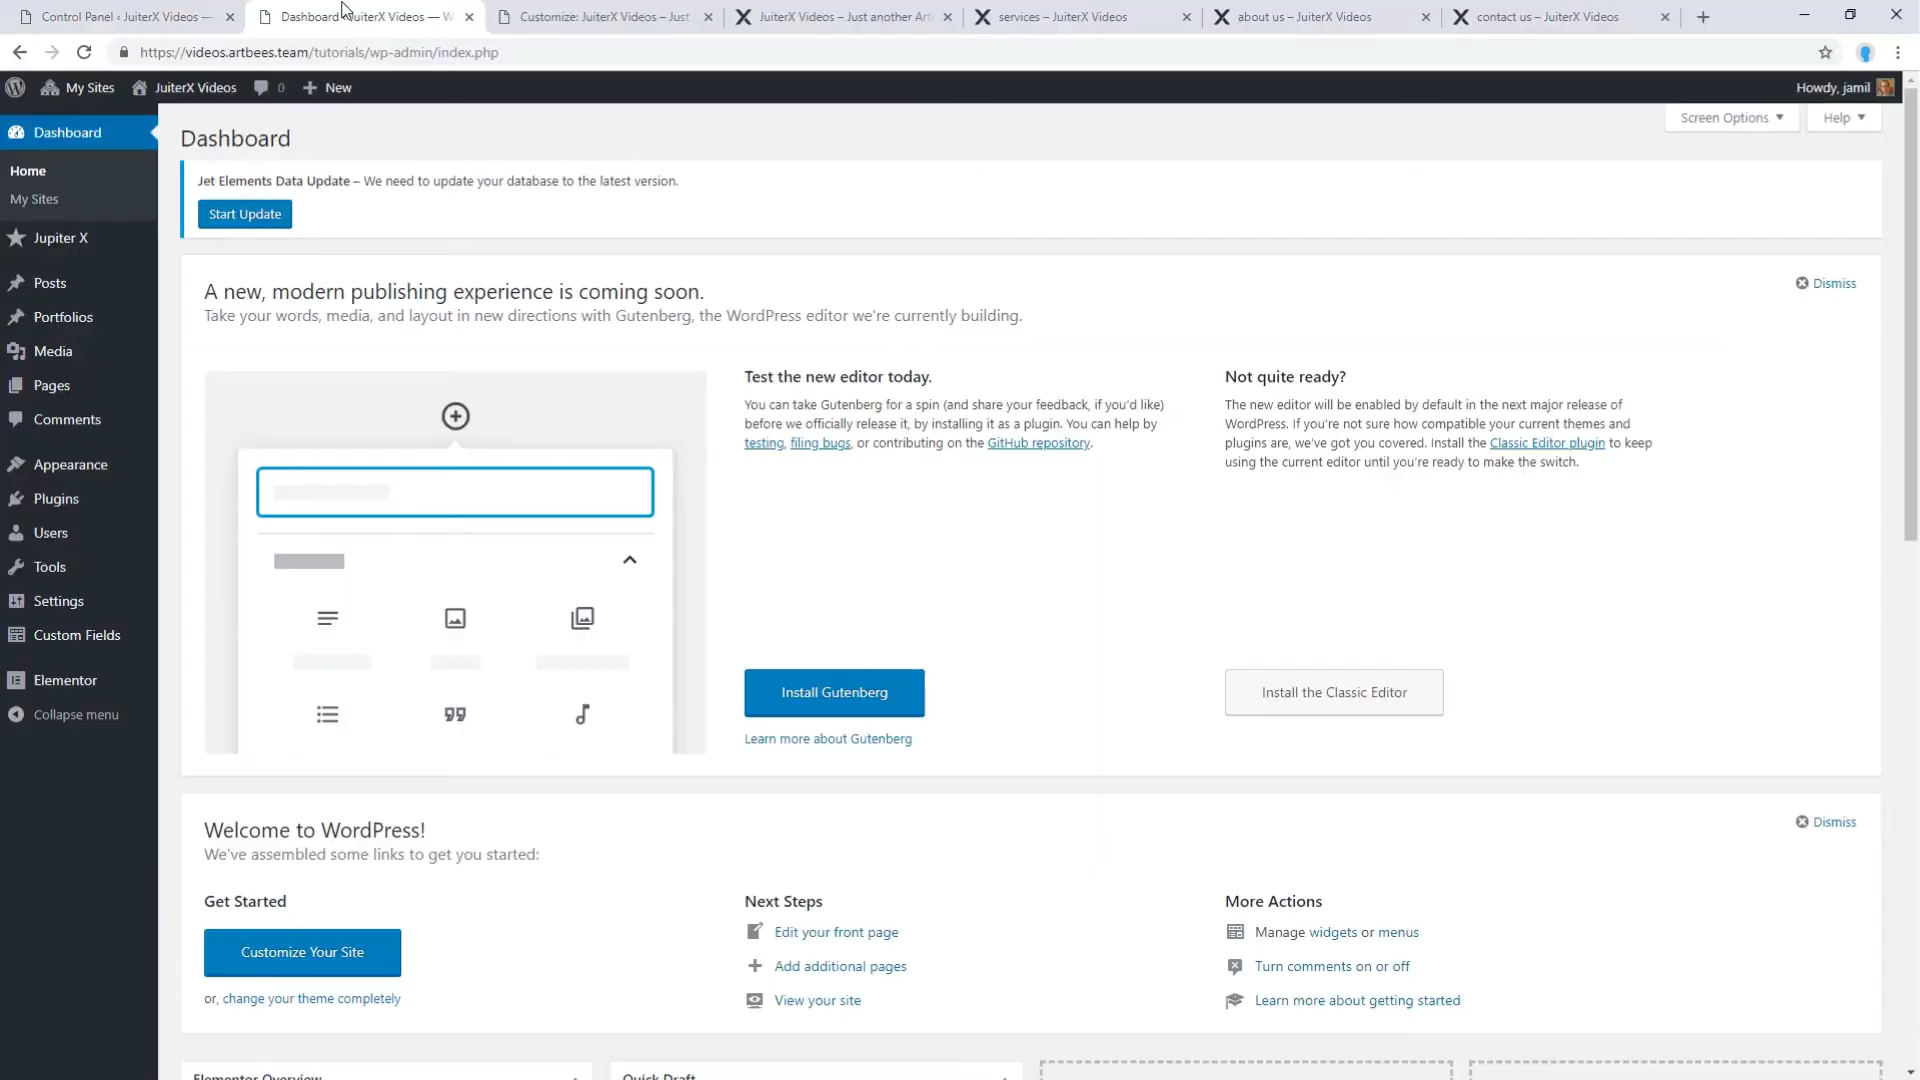 Control Panel ‹ JuiterX Videos —
Dashboard ‹ JuiterX Videos — W
Customize: JuiterX Videos – Just
JuiterX Videos – Just another Art
services – JuiterX Videos
about us – JuiterX Videos
contact us – JuiterX Videos
https://videos.artbees.team/tutorials/wp-admin/index.php
My Sites
JuiterX Videos
0
New
Howdy, jamil
Dashboard
Home
My Sites
Jupiter X
Posts
Portfolios
Media
Pages
Comments
Appearance
Plugins
Users
Tools
Settings
Custom Fields
Elementor
Collapse menu
Screen Options
Help
Dashboard
Jet Elements Data Update – We need to update your database to the latest version.
Start Update
A new, modern publishing experience is coming soon.
Dismiss
Take your words, media, and layout in new directions with Gutenberg, the WordPress editor we're currently building.
Test the new editor today.
You can take Gutenberg for a spin (and share your feedback, if you'd like)
before we officially release it, by installing it as a plugin. You can help by
testing, filing bugs, or contributing on the GitHub repository.
Install Gutenberg
Learn more about Gutenberg
Not quite ready?
The new editor will be enabled by default in the next major release of
WordPress. If you're not sure how compatible your current themes and
plugins are, we've got you covered. Install the Classic Editor plugin to keep
using the current editor until you're ready to make the switch.
Install the Classic Editor
Welcome to WordPress!
Dismiss
We've assembled some links to get you started:
Get Started
Customize Your Site
or, change your theme completely
Next Steps
Edit your front page
Add additional pages
View your site
More Actions
Manage widgets or menus
Turn comments on or off
Learn more about getting started
Elementor Overview
Quick Draft